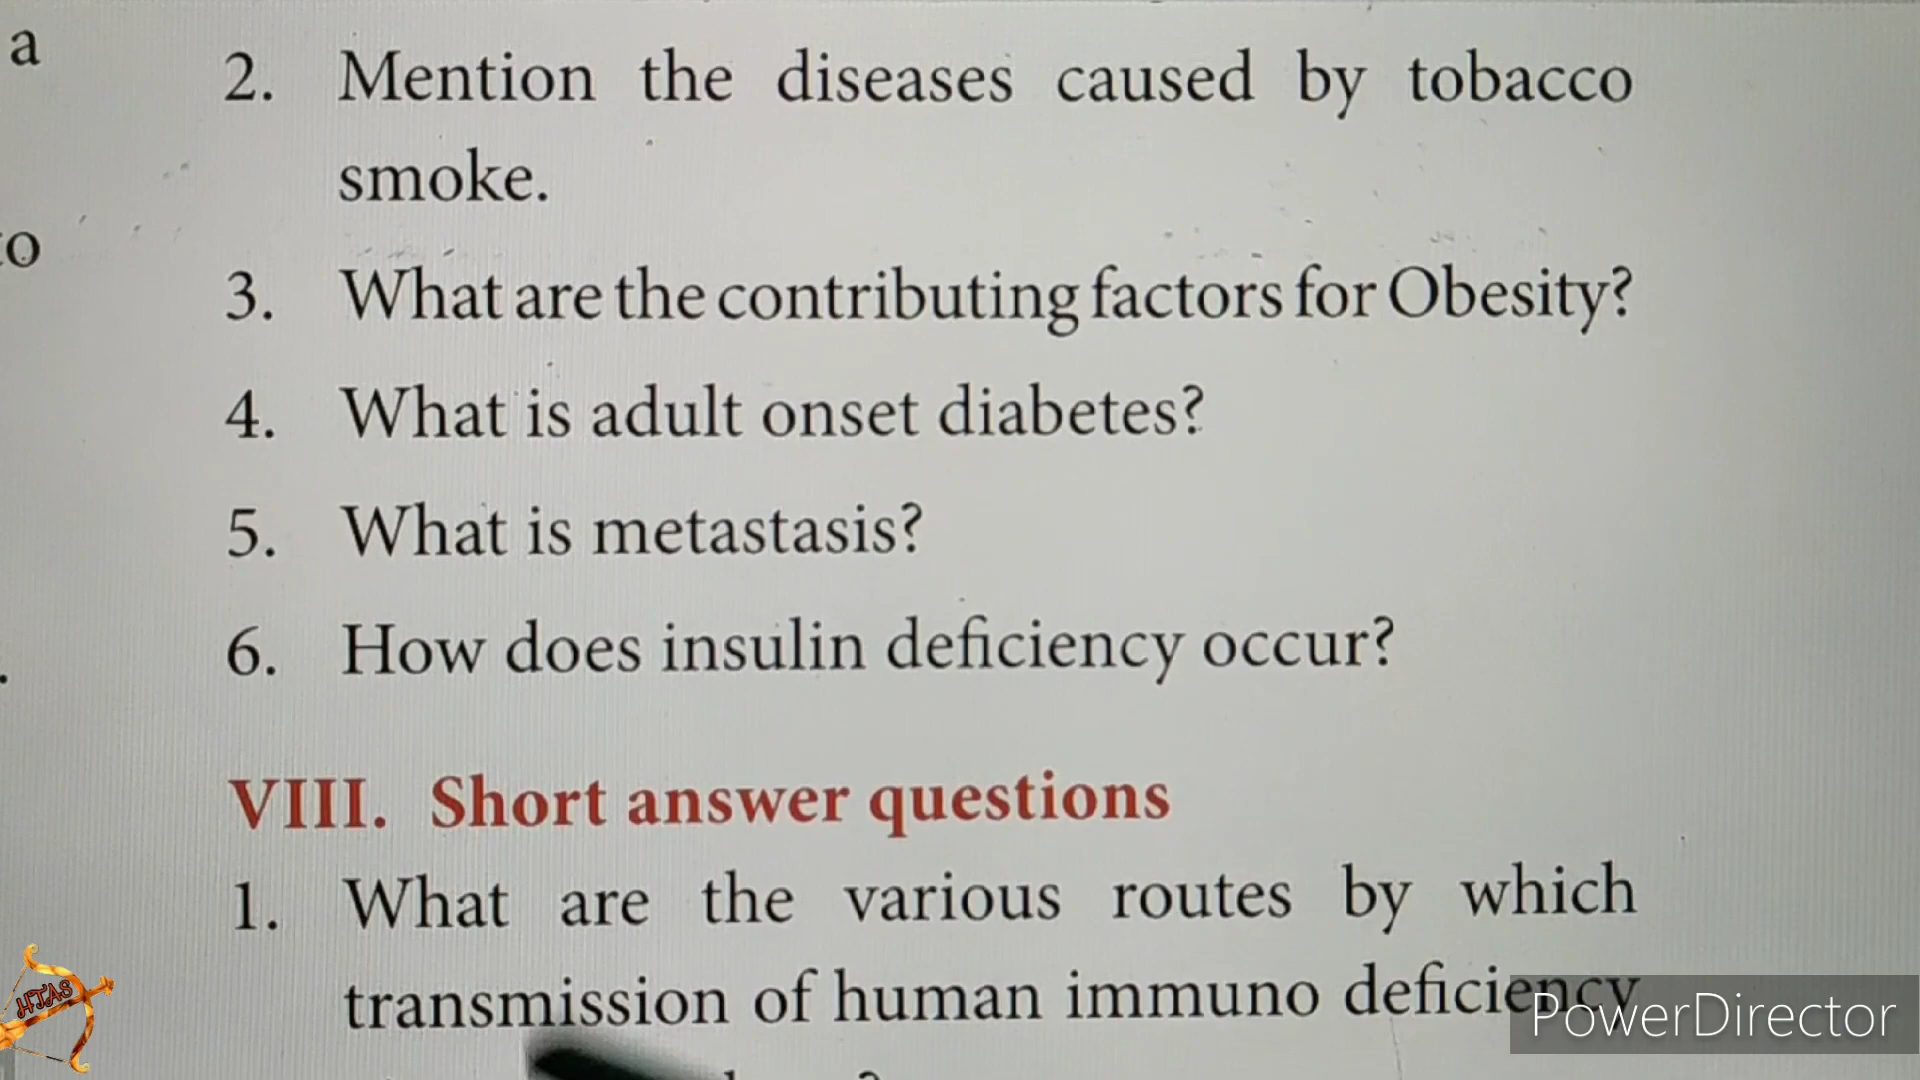 a
2. Mention the diseases caused by tobacco
smoke.
to
3. What are the contributing factors for Obesity?
4. What is adult onset diabetes?
5. What is metastasis?
6. How does insulin deficiency occur?
VIII. Short answer questions
1. What are the various routes by which
transmission of human immuno deficiency
HTAS
PowerDirector